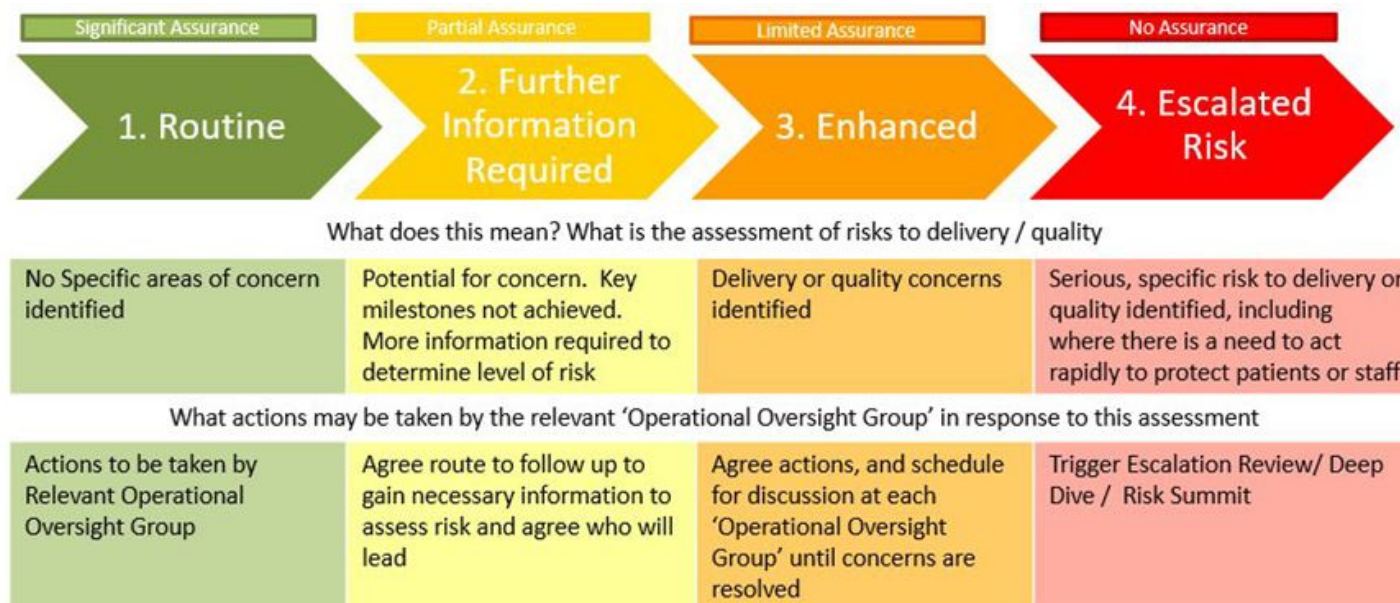 Significant Assurance
Partial Assurance
Limited Assurance
No Assurance
1. Routine
2. Further
Information
Required
3. Enhanced
4. Escalated
Risk
What does this mean? What is the assessment of risks to delivery / quality
No Specific areas of concern
identified
Potential for concern. Key
milestones not achieved.
More information required to
determine level of risk
Delivery or quality concerns
identified
Serious, specific risk to delivery or
quality identified, including
where there is a need to act
rapidly to protect patients or staff
What actions may be taken by the relevant ‘Operational Oversight Group’ in response to this assessment
Actions to be taken by
Relevant Operational
Oversight Group
Agree route to follow up to
gain necessary information to
assess risk and agree who will
lead
Agree actions, and schedule
for discussion at each
‘Operational Oversight
Group’ until concerns are
resolved
Trigger Escalation Review/ Deep
Dive / Risk Summit